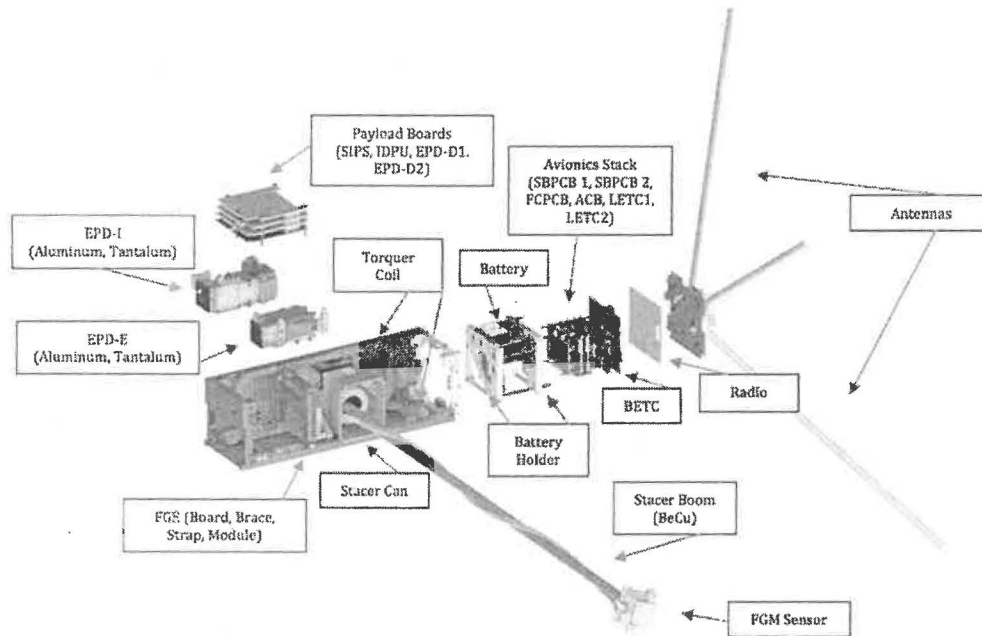 Payload Boards
(SIPS, IDPU, EPD-D1.
EPD-D2)
Avionics Stack
(SBPCB 1, SBPCB 2,
FCPCB, ACB, LETC1,
LETC2)
Antennas
EPD-I
(Aluminum, Tantalum)
Torquer
Coil
Battery
EPD-E
(Aluminum, Tantalum)
Radio
BETC
Battery
Holder
Stacer Can
FGE (Board, Brace,
Strap, Module)
Stacer Boom
(BeCu)
FGM Sensor